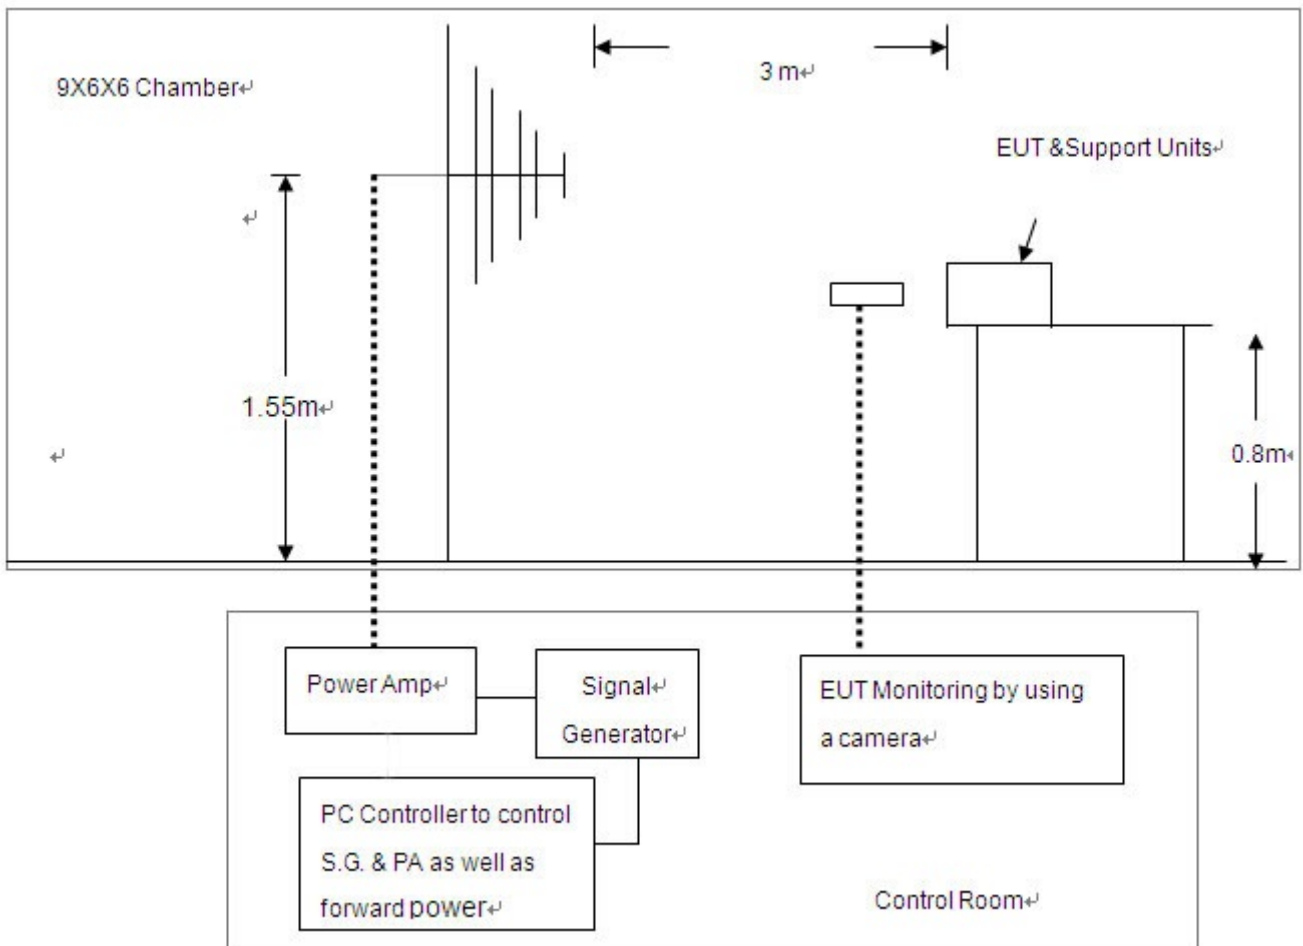 3 m
9X6X6 Chamber
EUT &Support Units
1.55m
0.8m
Power Amp
Signal
Generator
EUT Monitoring by using
a camera
PC Controller to control
S.G. & PA as well as
forward power
Control Room